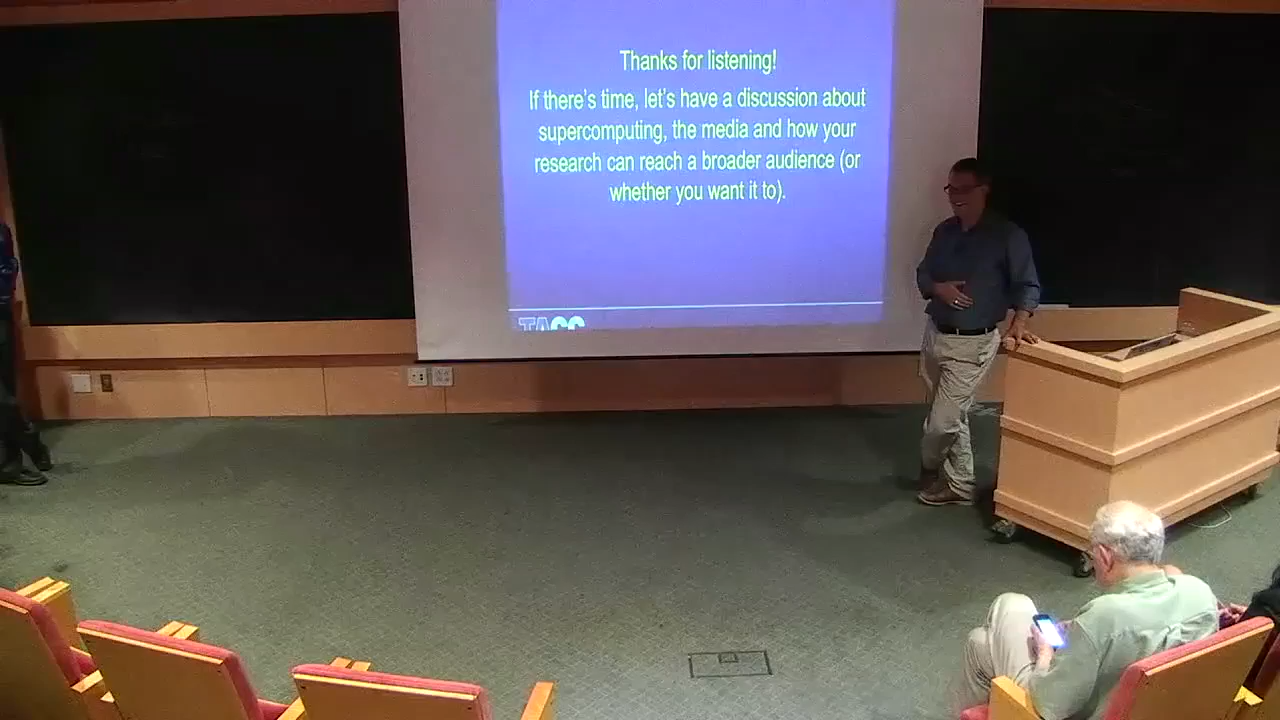 Thanks for listening!
If there's time, let's have a discussion about
supercomputing, the media and how your
research can reach a broader audience (or
whether you want it to).
TACC